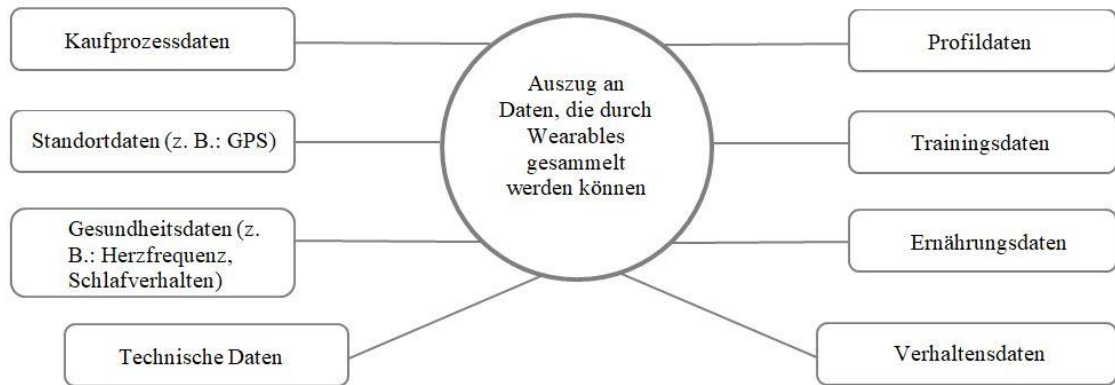 Kaufprozessdaten
Standortdaten (z. B.: GPS)
Gesundheitsdaten (z.
B.: Herzfrequenz,
Schlafverhalten)
Technische Daten
Auszug an
Daten, die durch
Wearables
gesammelt
werden können
Profildaten
Trainingsdaten
Ernährungsdaten
Verhaltensdaten